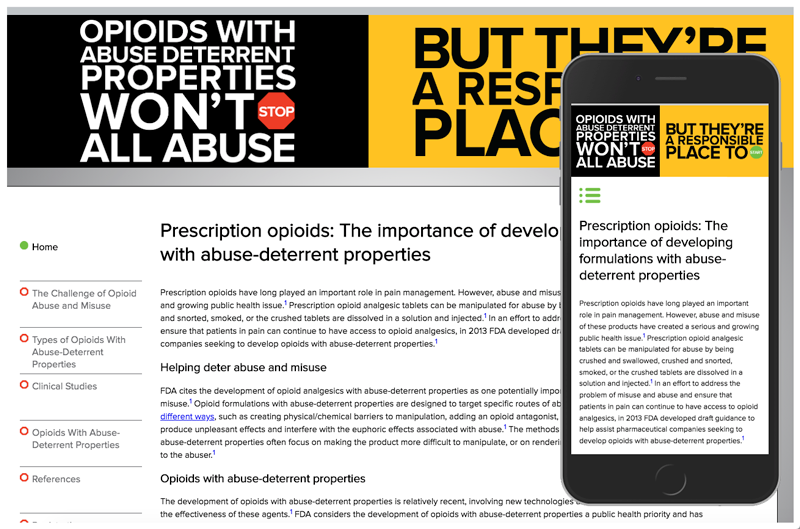 OPIOIDS WITH
ABUSE DETERRENT
PROPERTIES
WON'T STOP
ALL ABUSE
BUT THEY'RE
A RESP
PLAC
Home
The Challenge of Opioid
Abuse and Misuse
Types of Opioids With
Abuse-Deterrent
Properties
Clinical Studies
Opioids With Abuse-
Deterrent Properties
References
Prescription opioids: The importance of develo
with abuse-deterrent properties
Prescription opioids have long played an important role in pain management. However, abuse and misu
and growing public health issue.1 Prescription opioid analgesic tablets can be manipulated for abuse by b
and snorted, smoked, or the crushed tablets are dissolved in a solution and injected.1 In an effort to addre
ensure that patients in pain can continue to have access to opioid analgesics, in 2013 FDA developed dra
companies seeking to develop opioids with abuse-deterrent properties.1
Helping deter abuse and misuse
FDA cites the development of opioid analgesics with abuse-deterrent properties as one potentially impor
misuse.1 Opioid formulations with abuse-deterrent properties are designed to target specific routes of ab
different ways, such as creating physical/chemical barriers to manipulation, adding an opioid antagonist,
produce unpleasant effects and interfere with the euphoric effects associated with abuse.1 The methods
abuse-deterrent properties often focus on making the product more difficult to manipulate, or on renderin
to the abuser.1
Opioids with abuse-deterrent properties
The development of opioids with abuse-deterrent properties is relatively recent, involving new technologies
the effectiveness of these agents.1 FDA considers the development of opioids with abuse-deterrent properties a public health priority and has
OPIOIDS WITH
ABUSE DETERRENT
PROPERTIES
WON'T STOP
ALL ABUSE
BUT THEY'RE
A RESPONSIBLE
PLACE TO START
Prescription opioids: The
importance of developing
formulations with abuse-
deterrent properties
Prescription opioids have long played an important
role in pain management. However, abuse and misuse
of these products have created a serious and growing
public health issue.1 Prescription opioid analgesic
tablets can be manipulated for abuse by being
crushed and swallowed, crushed and snorted,
smoked, or the crushed tablets are dissolved in a
solution and injected.1 In an effort to address the
problem of misuse and abuse and ensure that
patients in pain can continue to have access to opioid
analgesics, in 2013 FDA developed draft guidance to
help assist pharmaceutical companies seeking to
develop opioids with abuse-deterrent properties.1